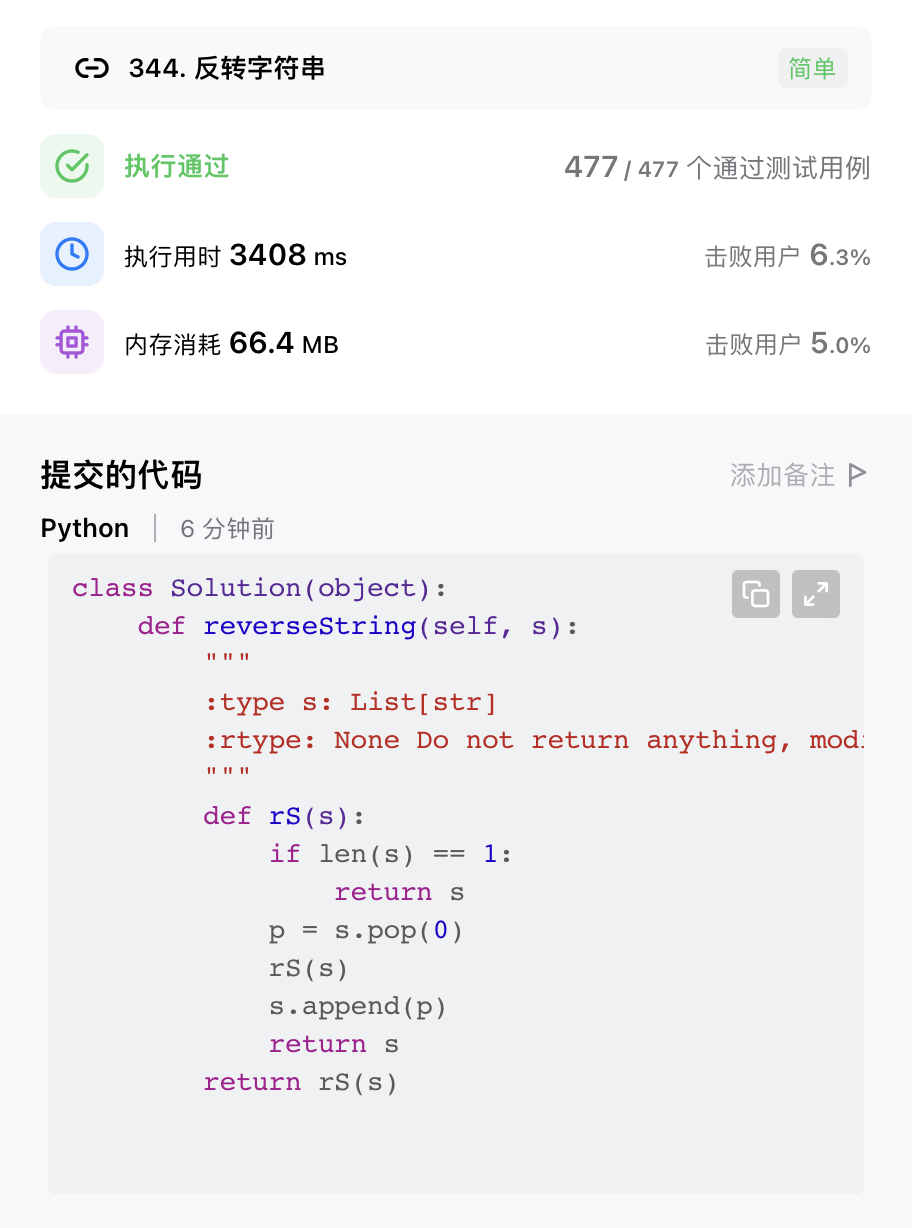 344. 反转字符串 简单
执行通过 477 / 477 个通过测试用例
执行用时 3408 ms 击败用户 6.3%
内存消耗 66.4 MB 击败用户 5.0%
提交的代码 添加备注
Python 6 分钟前
class Solution(object):
    def reverseString(self, s):
        """
        :type s: List[str]
        :rtype: None Do not return anything, mod
        """
        def rS(s):
            if len(s) == 1:
                return s
            p = s.pop(0)
            rS(s)
            s.append(p)
            return s
        return rS(s)